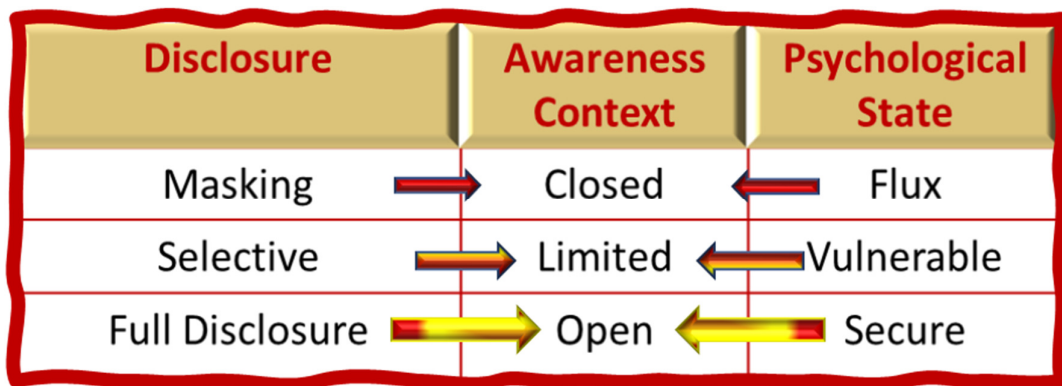 Disclosure Awareness Context Psychological State
Masking Closed Flux
Selective Limited Vulnerable
Full Disclosure Open Secure